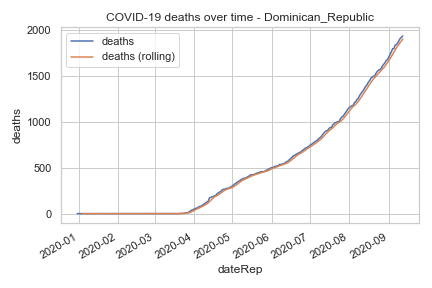 COVID-19 deaths over time - Dominican_Republic
deaths
deaths (rolling)
2000
1500
1000
500
0
deaths
2020-01
2020-02
2020-03
2020-04
2020-05
2020-06
2020-07
2020-08
2020-09
dateRep